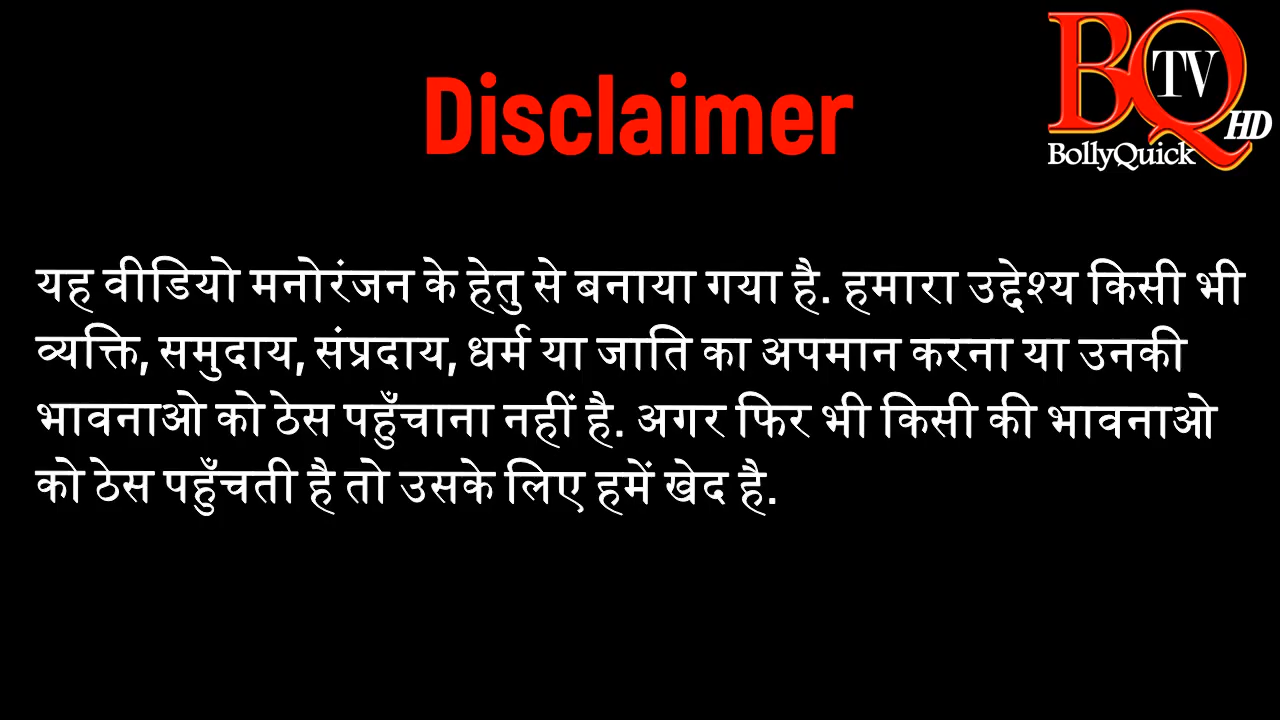 Disclaimer
BQ TV HD
BollyQuick
यह वीडियो मनोरंजन के हेतु से बनाया गया है. हमारा उद्देश्य किसी भी
व्यक्ति, समुदाय, संप्रदाय, धर्म या जाति का अपमान करना या उनकी
भावनाओ को ठेस पहुँचाना नहीं है. अगर फिर भी किसी की भावनाओ
को ठेस पहुँचती है तो उसके लिए हमें खेद है.